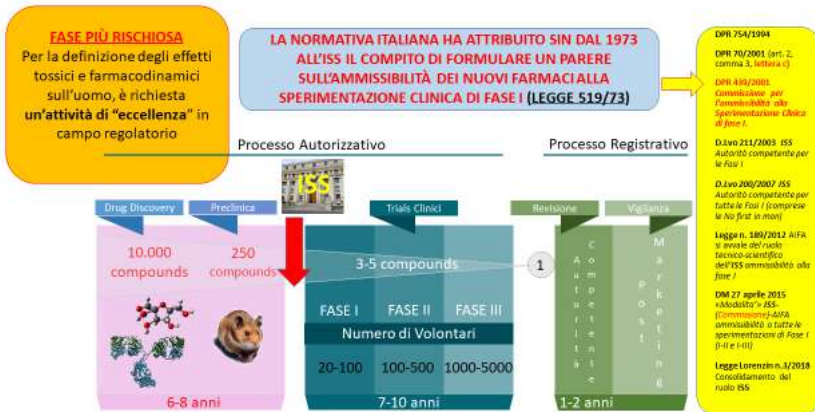 FASE PIÙ RISCHIOSA
Per la definizione degli effetti
tossici e farmacodinamici
sull'uomo, è richiesta
un'attività di "eccellenza" in
campo regolatorio
LA NORMATIVA ITALIANA HA ATTRIBUITO SIN DAL 1973
ALL'ISS IL COMPITO DI FORMULARE UN PARERE
SULL'AMMISSIBILITÀ DEI NUOVI FARMACI ALLA
SPERIMENTAZIONE CLINICA DI FASE I (LEGGE 519/73)
DPR 754/1994
DPR 70/2001 (art. 2,
comma 3, lettera c)
DPR 439/2001
Commissione per
l'ammissibilità alla
Sperimentazione Clinica
di fase I.
D.Lvo 211/2003 ISS
Autorità competente per
le Fasi I
D.Lvo 200/2007 ISS
Autorità competente per
tutte le Fasi I (comprese
le No first in man)
Legge n. 189/2012 AIFA
si avvale del ruolo
tecnico-scientifico
dell'ISS ammissibilità alla
fase I
DM 27 aprile 2015
«Modalita'» ISS-
(Commissione)-AIFA
ammissibilità a tutte le
sperimentazioni di Fase I
(I-II e I-III)
Legge Lorenzin n.3/2018
Consolidamento del
ruolo ISS
Processo Autorizzativo
Processo Registrativo
ISS
Drug Discovery
Preclinica
Trials Clinici
Revisione
Vigilanza
10.000
compounds
250
compounds
3-5 compounds
1
Autorità
Competente
Post
Marketing
FASE I
FASE II
FASE III
Numero di Volontari
20-100
100-500
1000-5000
6-8 anni
7-10 anni
1-2 anni